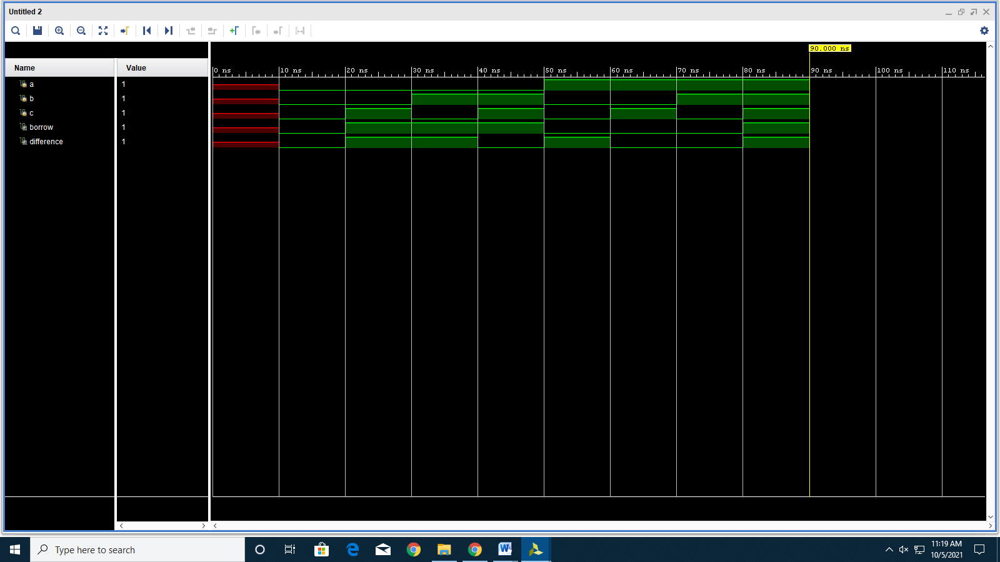 Untitled 2
90.000 ns
Name Value
0 ns 10 ns 20 ns 30 ns 40 ns 50 ns 60 ns 70 ns 80 ns 90 ns 100 ns 110 ns
a 1
b 1
c 1
borrow 1
difference 1
Type here to search
11:19 AM
10/5/2021